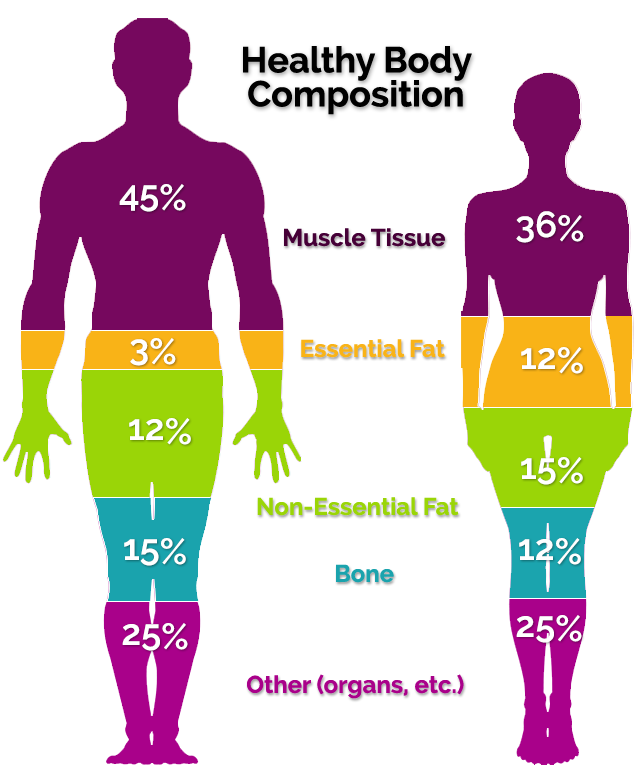 Healthy Body
Composition
45%
36%
Muscle Tissue
3%
Essential Fat
12%
12%
15%
Non-Essential Fat
15%
12%
Bone
25%
25%
Other (organs, etc.)